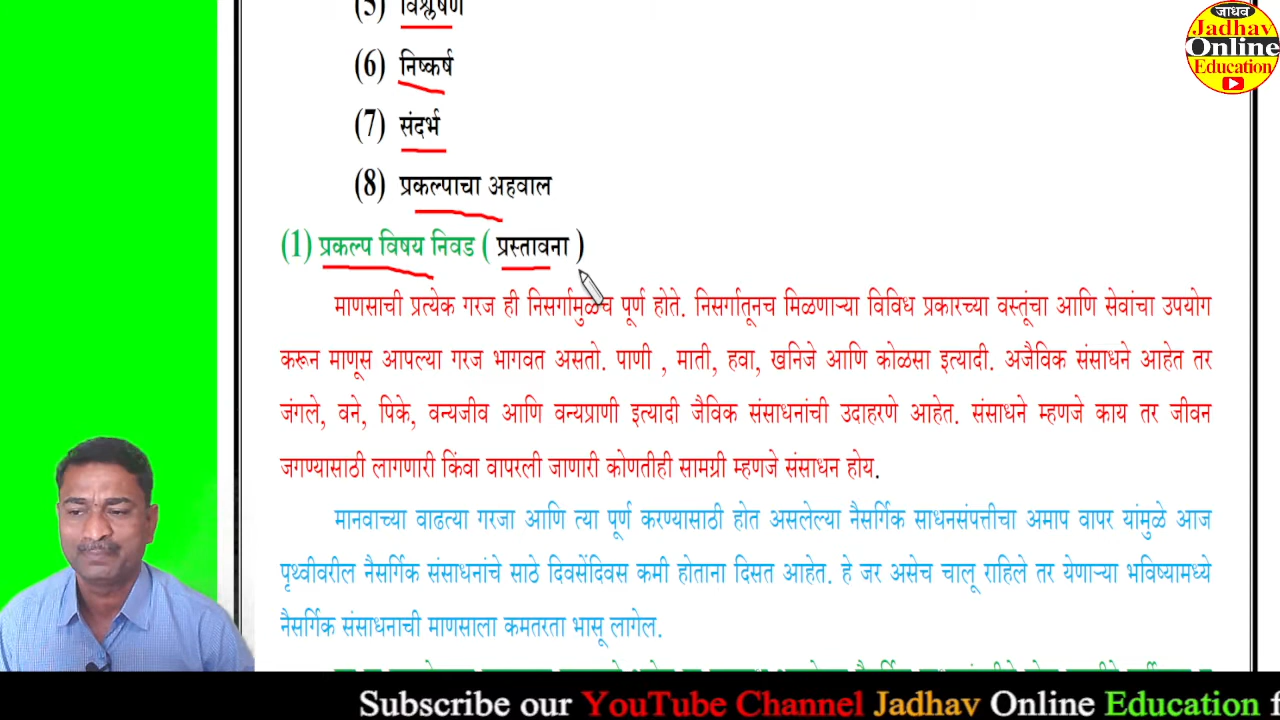 (5) विश्लेषण
जाधव
Jadhav
Online
Education
(6) निष्कर्ष
(7) संदर्भ
(8) प्रकल्पाचा अहवाल
(1) प्रकल्प विषय निवड ( प्रस्तावना )
माणसाची प्रत्येक गरज ही निसर्गामुळेच पूर्ण होते. निसर्गातूनच मिळणाऱ्या विविध प्रकारच्या वस्तूंचा आणि सेवांचा उपयोग
करून माणूस आपल्या गरज भागवत असतो. पाणी , माती, हवा, खनिजे आणि कोळसा इत्यादी. अजैविक संसाधने आहेत तर
जंगले, वने, पिके, वन्यजीव आणि वन्यप्राणी इत्यादी जैविक संसाधनांची उदाहरणे आहेत. संसाधने म्हणजे काय तर जीवन
जगण्यासाठी लागणारी किंवा वापरली जाणारी कोणतीही सामग्री म्हणजे संसाधन होय.
मानवाच्या वाढत्या गरजा आणि त्या पूर्ण करण्यासाठी होत असलेल्या नैसर्गिक साधनसंपत्तीचा अमाप वापर यांमुळे आज
पृथ्वीवरील नैसर्गिक संसाधनांचे साठे दिवसेंदिवस कमी होताना दिसत आहेत. हे जर असेच चालू राहिले तर येणाऱ्या भविष्यामध्ये
नैसर्गिक संसाधनाची माणसाला कमतरता भासू लागेल.
Subscribe our YouTube Channel Jadhav Online Education f